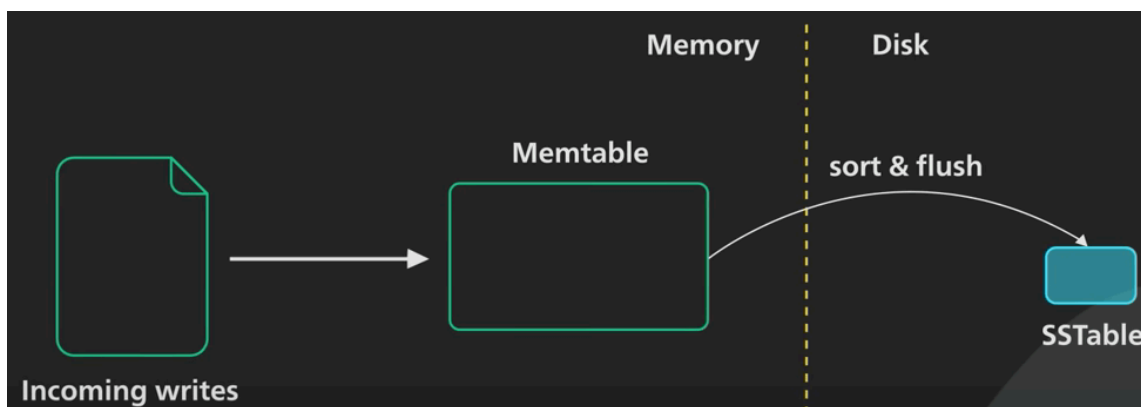 Memory
Disk
Memtable
sort & flush
SSTable
Incoming writes